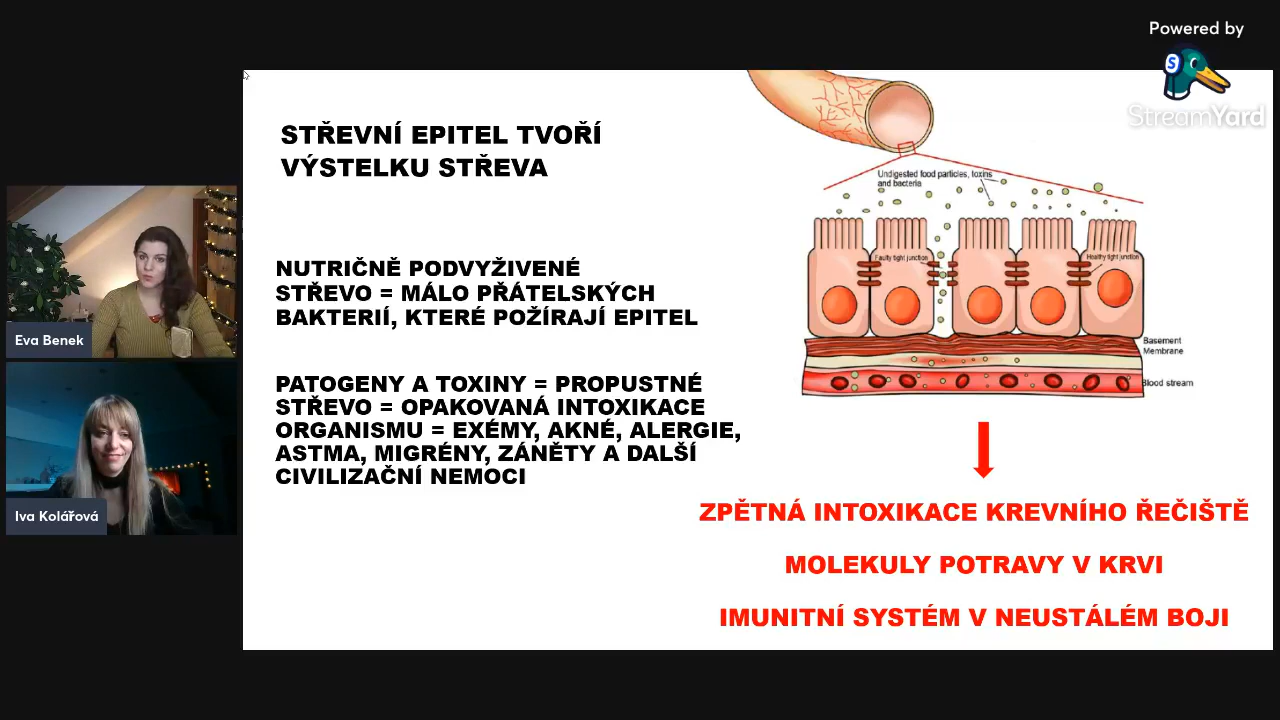 Powered by
StreamYard
STŘEVNÍ EPITEL TVOŘÍ
VÝSTELKU STŘEVA
NUTRIČNĚ PODVYŽIVENÉ
STŘEVO = MÁLO PŘÁTELSKÝCH
BAKTERIÍ, KTERÉ POŽÍRAJÍ EPITEL
PATOGENY A TOXINY = PROPUSTNÉ
STŘEVO = OPAKOVANÁ INTOXIKACE
ORGANISMU = EXÉMY, AKNÉ, ALERGIE,
ASTMA, MIGRÉNY, ZÁNĚTY A DALŠÍ
CIVILIZAČNÍ NEMOCI
Undigested food particles, toxins
and bacteria
Faulty tight junction
Healthy tight junction
Basement
Membrane
Blood stream
ZPĚTNÁ INTOXIKACE KREVNÍHO ŘEČIŠTĚ
MOLEKULY POTRAVY V KRVI
IMUNITNÍ SYSTÉM V NEUSTÁLÉM BOJI
Eva Benek
Iva Kolářová